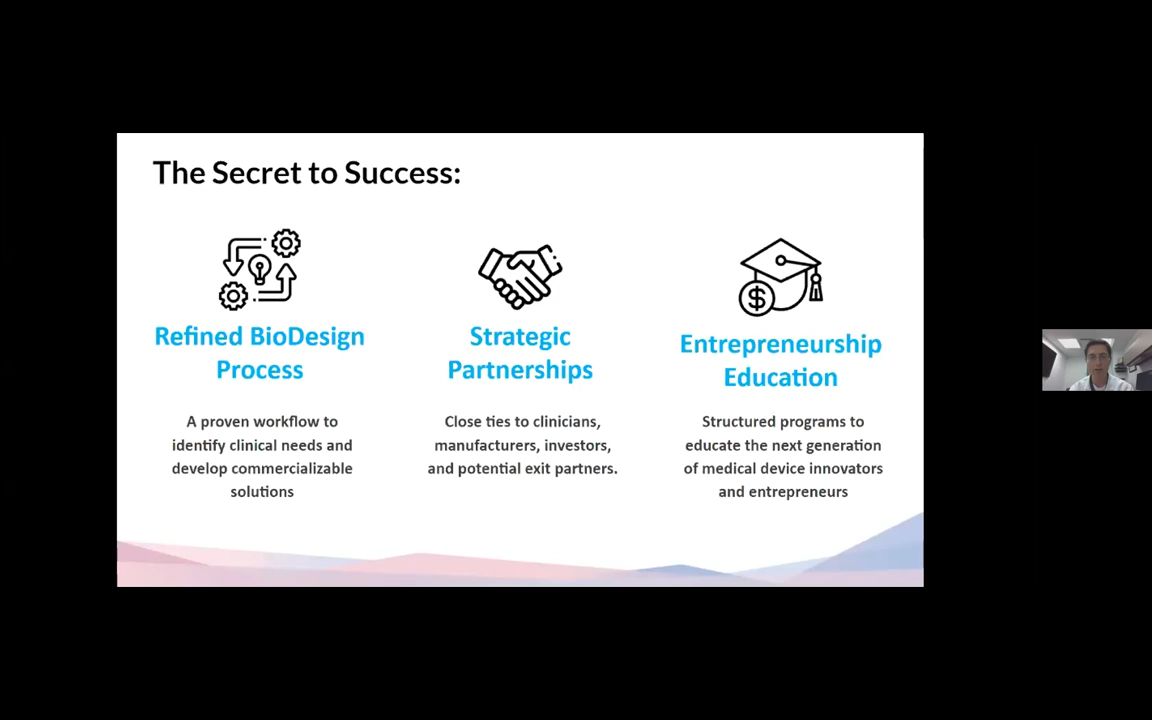 The Secret to Success:
Refined BioDesign
Process
A proven workflow to
identify clinical needs and
develop commercializable
solutions
Strategic
Partnerships
Close ties to clinicians,
manufacturers, investors,
and potential exit partners.
$
Entrepreneurship
Education
Structured programs to
educate the next generation
of medical device innovators
and entrepreneurs